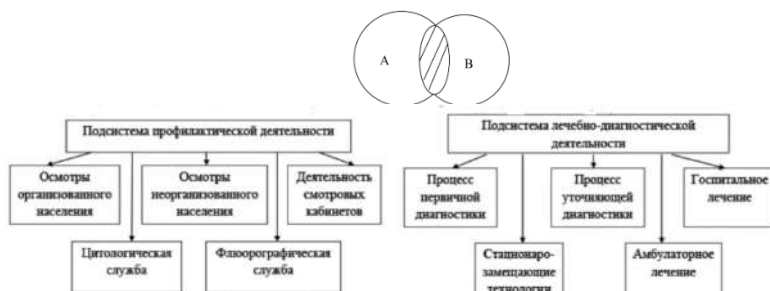 A
B
Подсистема профилактической деятельности
Осмотры
организованного
населения
Осмотры
неорганизованного
населения
Деятельность
смотровых
кабинетов
Цитологическая
служба
Флюорографическая
служба
Подсистема лечебно-диагностической
деятельности
Процесс
первичной
диагностики
Процесс
уточняющей
диагностики
Госпитальное
лечение
Стационаро-
замещающие
технологии
Амбулаторное
лечение